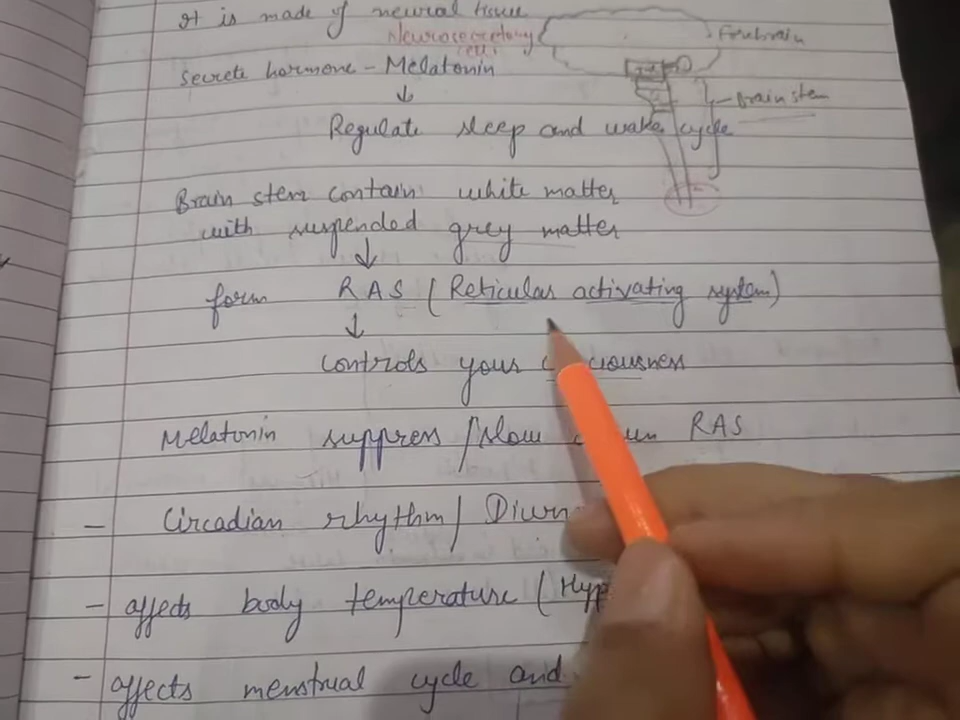 It is made of neural tissue
Neurosecretory
cells
Forebrain
secrete hormone - Melatonin
Brain stem
↓
Regulate sleep and wake cycle
Brain stem contain white matter
with suspended grey matter
↓
form RAS (Reticular activating system)
↓
controls your
Melatonin suppress / slow RAS
- Circadian rhythm /
- affects body temperature (
- affects menstrual cycle and